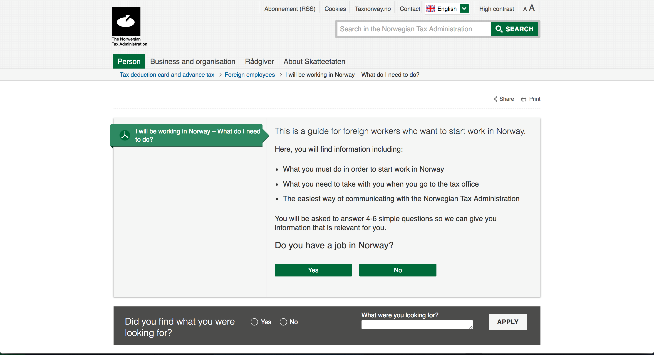 Abonnement (RSS) Cookies Taxnorway.no Contact English High contrast A A
The Norwegian
Tax Administration
Search in the Norwegian Tax Administration SEARCH
Person Business and organisation Rådgiver About Skatteetaten
Tax deduction card and advance tax > Foreign employees > I will be working in Norway – What do I need to do?
Share Print
I will be working in Norway – What do I need
to do?
This is a guide for foreign workers who want to start work in Norway.
Here, you will find information including:
• What you must do in order to start work in Norway
• What you need to take with you when you go to the tax office
• The easiest way of communicating with the Norwegian Tax Administration
You will be asked to answer 4-6 simple questions so we can give you
information that is relevant for you.
Do you have a job in Norway?
Yes No
Did you find what you were
looking for?
Yes No
What were you looking for?
APPLY